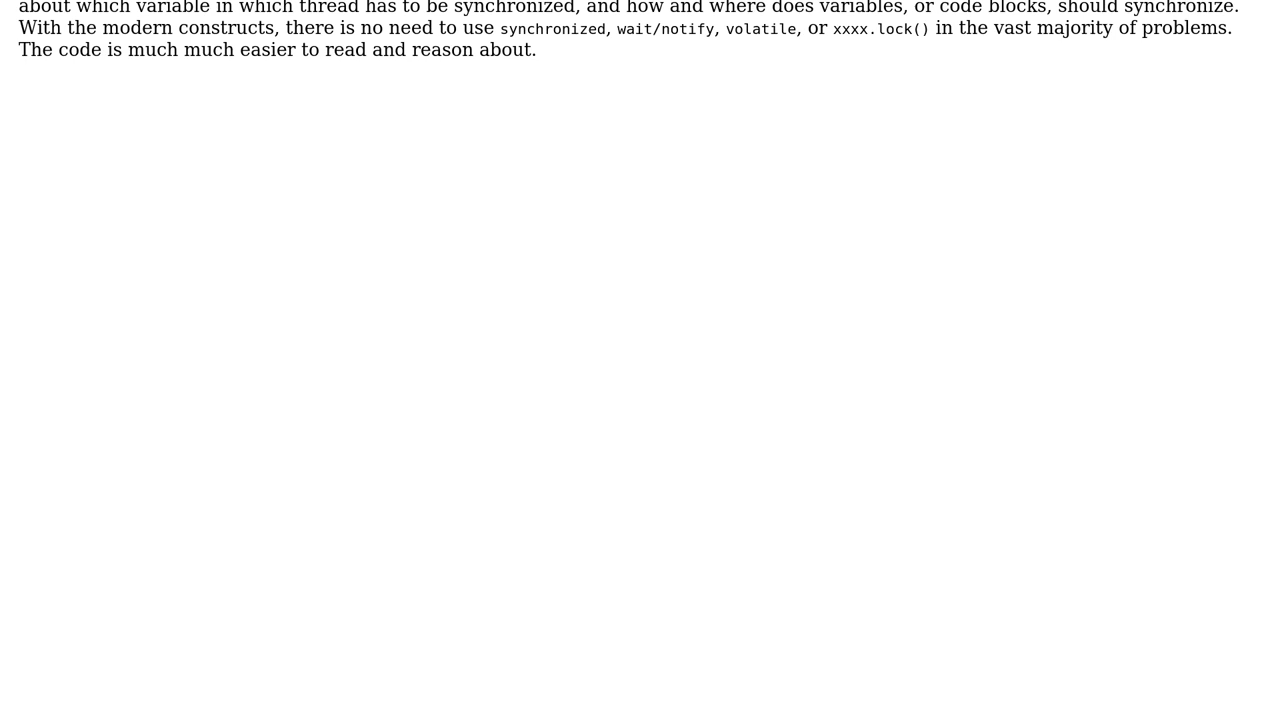 about which variable in which thread has to be synchronized, and how and where does variables, or code blocks, should synchronize.
With the modern constructs, there is no need to use synchronized, wait/notify, volatile, or xxxx.lock() in the vast majority of problems.
The code is much much easier to read and reason about.